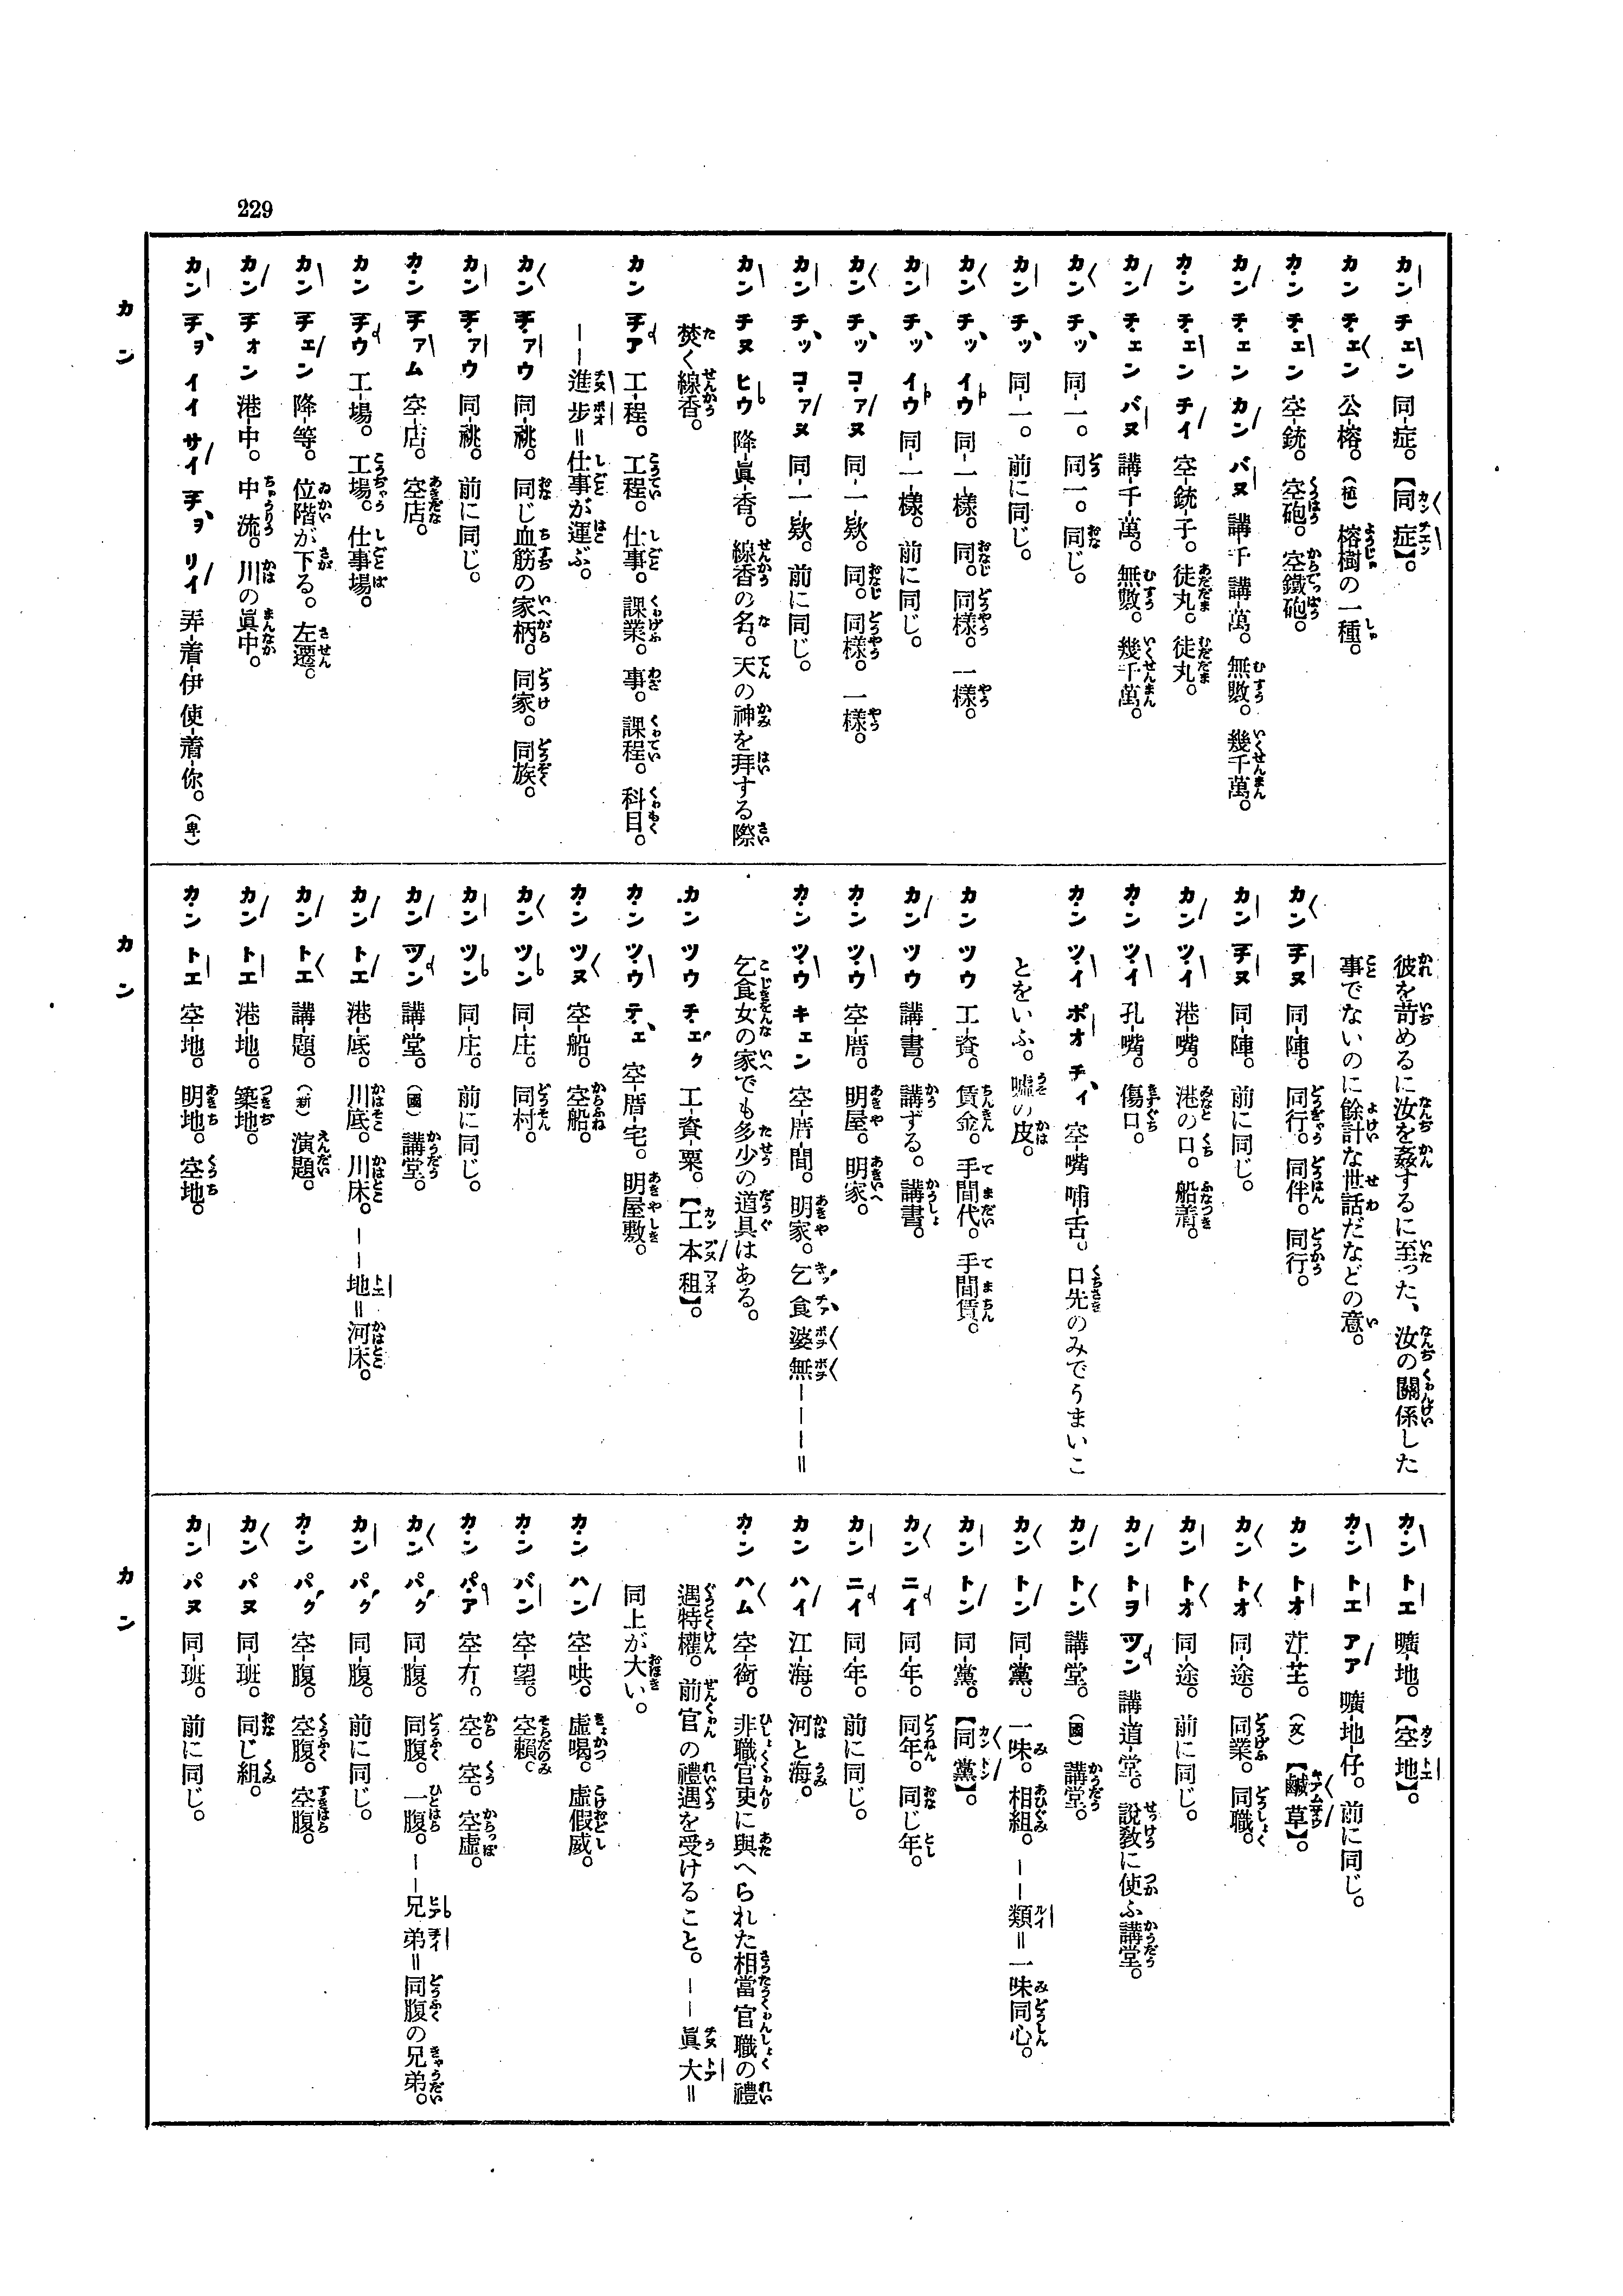 229
カン チェン 同-症。【同症】。
カン チェン 公-榕。（植）榕樹の一種。
カン チェン 空-銃。空砲。空鐵砲。
カン チェン カン バヌ 講-千 講-萬。無數。幾千萬。
カン チェン チイ 空-銃-子。徒丸。徒丸。
カン チェン バヌ 講-千-萬。無數。幾千萬。
カン チッ 同-一。同一。同じ。
カン チッ 同-一。前に同じ。
カン チッ イウ 同-一-樣。同。同樣。一樣。
カン チッ イウ 同-一-樣。前に同じ。
カン チッ コァヌ 同-一-欵。同。同樣。一樣。
カン チッ コァヌ 同-一-欵。前に同じ。
カン チヌ ヒウ 降-眞-香。線香の名。天の神を拜する際
焚く線香。
カン チア 工-程。工程。仕事。課業。事。課程。科目。
——進步＝仕事が運ぶ。
カン チァウ 同-祧。同じ血筋の家柄。同家。同族。
カン チァウ 同-祧。前に同じ。
カン チァム 空-店。空店。
カン チウ 工-場。工場。仕事場。
カン チェン 降-等。位階が下る。左遷。
カン チォン 港-中。中流。川の眞中。
カン チョ イイ サイ チョ リイ 弄-着-伊 使-着-你。（卑）
カン
彼を苛めるに汝を姦するに至った、汝の關係した
事でないのに餘計な世話だなどの意。
カン チヌ 同-陣。同行。同伴。同行。
カン チヌ 同-陣。前に同じ。
カン ツイ 港-嘴。港の口。船着。
カン ツイ 孔-嘴。傷口。
カン ツイ ポオ チィ 空-嘴 哺-舌。口先のみでうまいこ
とをいふ。噓の皮。
カン ツウ 工-資。賃金。手間代。手間賃。
カン ツウ 講-書。講ずる。講書。
カン ツウ 空-厝。明屋。明家。
カン ツウ キェン 空-厝-間。明家。乞食婆無———＝
乞食女の家でも多少の道具はある。
カン ツウ チェク 工-資-粟。【工本租】。
カン ツウ テェ 空-厝-宅。明屋敷。
カン ツヌ 空-船。空船。
カン ツン 同-庄。同村。
カン ツン 同-庄。前に同じ。
カン ツン 講-堂。（國）講堂。
カン トエ 港-底。川底。川床。——地＝河床。
カン トエ 講-題。（新）演題。
カン トエ 港-地。築地。
カン トエ 空-地。明地。空地。
カン
カン トエ 曠-地。【空地】。
カン トエ アァ 曠-地-仔。前に同じ。
カン トオ 茳-芏。（文）【鹹草】。
カン トオ 同-途。同業。同職。
カン トオ 同-途。前に同じ。
カン トヲ ツン 講-道-堂。說敎に使ふ講堂。
カン トン 講-堂。（國）講堂。
カン トン 同-黨。一味。相組。——類＝一味同心。
カン トン 同-黨。【同黨】。
カン ニイ 同-年。同年。同じ年。
カン ニイ 同-年。前に同じ。
カン ハイ 江-海。河と海。
カン ハム 空-銜。非職官吏に與へられた相當官職の禮
遇特權。前官の禮遇を受けること。——眞大＝
同上が大い。
カン ハン 空-哄。虛喝。虛假威。
カン バン 空-望。空賴。
カン パア 空-冇。空。空。空虛。
カン パク 同-腹。同腹。一腹。——兄弟＝同腹の兄弟。
カン パク 同-腹。前に同じ。
カン パク 空-腹。空腹。空腹。
カン パヌ 同-班。同じ組。
カン パヌ 同-班。前に同じ。
カン